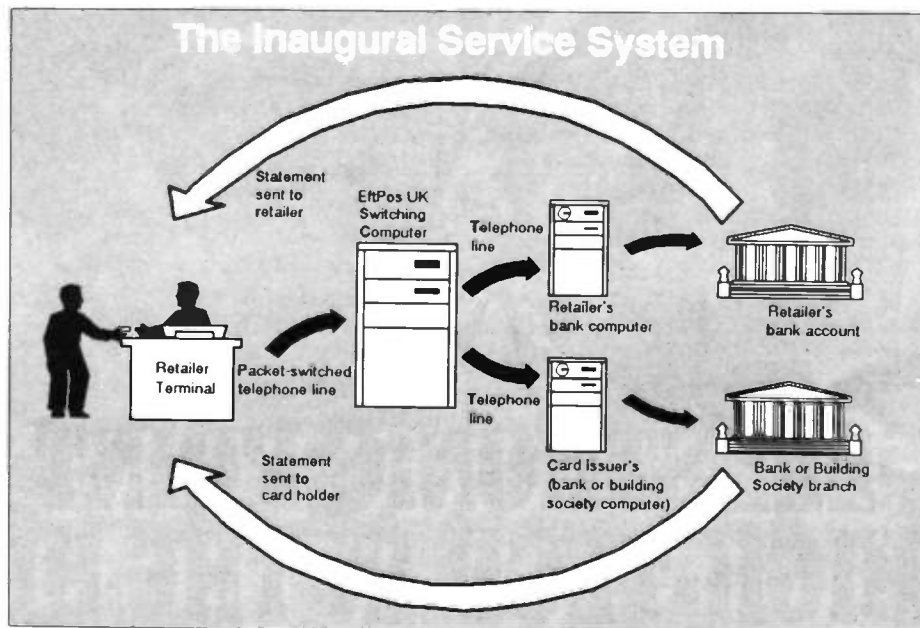 The Inaugural Service System
Statement
sent to
retailer
EftPos UK
Switching
Computer
Telephone
line
Retailer's
bank computer
Retailer's
bank account
Retailer
Terminal
Packet-switched
telephone line
Telephone
line
Statement
sent to
card holder
Card Issuer's
(bank or building
society computer)
Bank or Building
Society branch